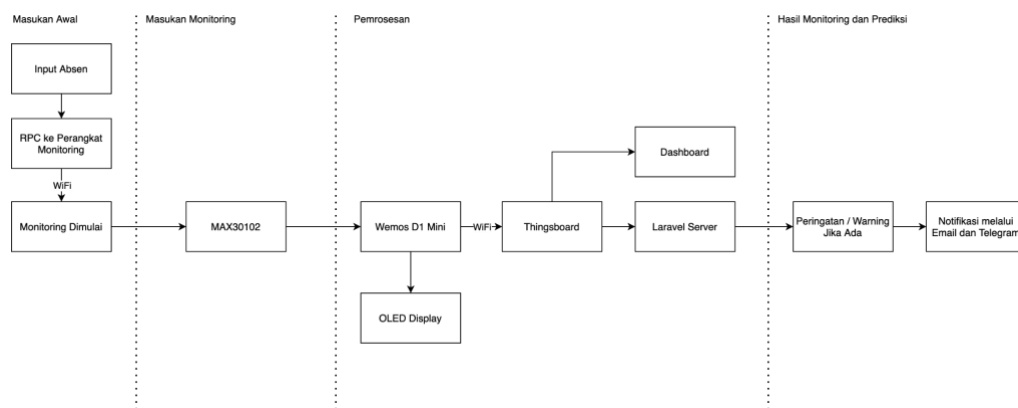 Masukan Awal
Masukan Monitoring
Pemrosesan
Hasil Monitoring dan Prediksi
Input Absen
RPC ke Perangkat
Monitoring
WiFi
Monitoring Dimulai
MAX30102
Wemos D1 Mini
WiFi
Thingsboard
Dashboard
Laravel Server
OLED Display
Peringatan / Warning
Jika Ada
Notifikasi melalui
Email dan Telegram